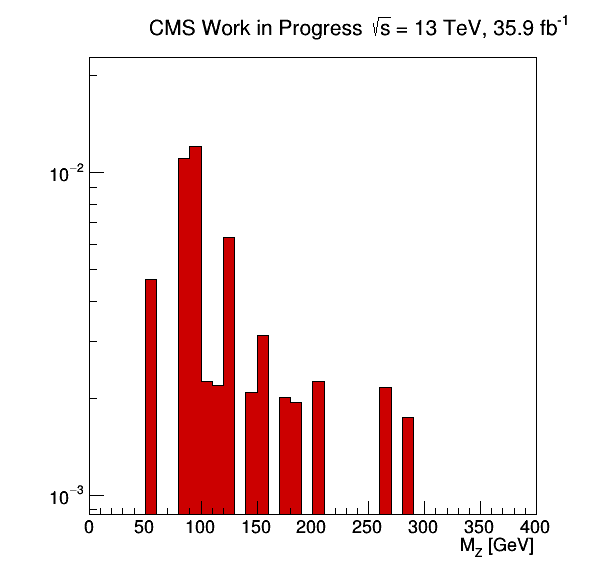 CMS Work in Progress √s = 13 TeV, 35.9 fb⁻¹
10⁻²
10⁻³
0 50 100 150 200 250 300 350 400
M_Z [GeV]